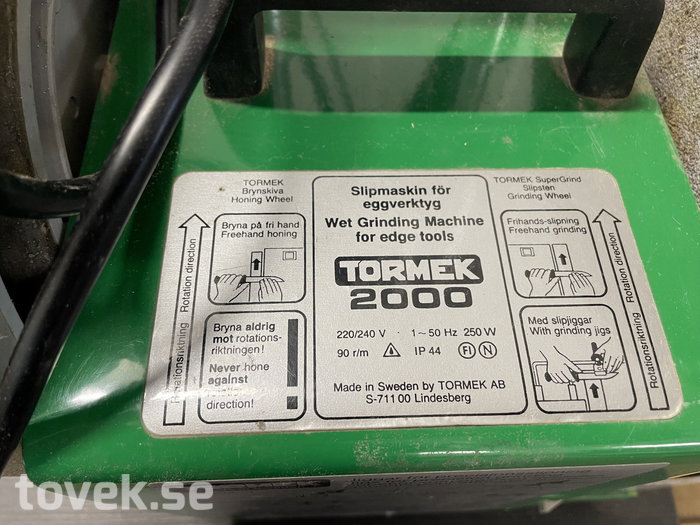 TORMEK
Brynskiva
Honing Wheel
Bryna på fri hand
Freehand honing
Rotationsriktning Rotation direction
Bryna aldrig
mot rotations-
riktningen!
Never hone
against
rotation
direction!
Slipmaskin för
eggverktyg
Wet Grinding Machine
for edge tools
TORMEK
2000
220/240 V · 1~50 Hz 250 W
90 r/m IP 44 FI N
Made in Sweden by TORMEK AB
S-711 00 Lindesberg
TORMEK SuperGrind
Slipsten
Grinding Wheel
Frihands-slipning
Freehand grinding
Med slipjiggar
With grinding jigs
Rotationsriktning Rotation direction
tovek.se